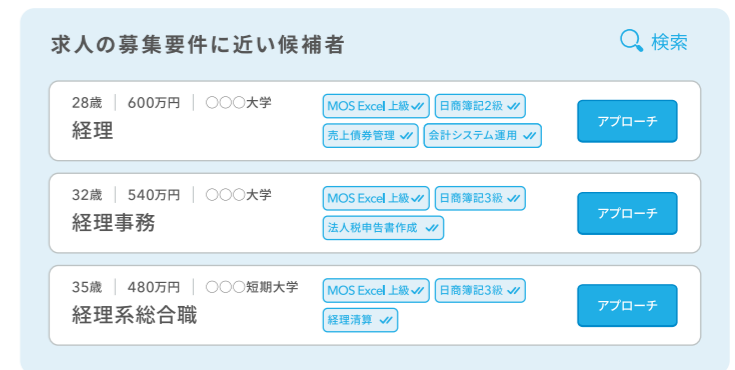 求人の募集要件に近い候補者
検索
28歳 600万円 ○○○大学
経理
MOS Excel 上級 日商簿記2級
売上債券管理 会計システム運用
アプローチ
32歳 540万円 ○○○大学
経理事務
MOS Excel 上級 日商簿記3級
法人税申告書作成
アプローチ
35歳 480万円 ○○○短期大学
経理系総合職
MOS Excel 上級 日商簿記3級
経理清算
アプローチ